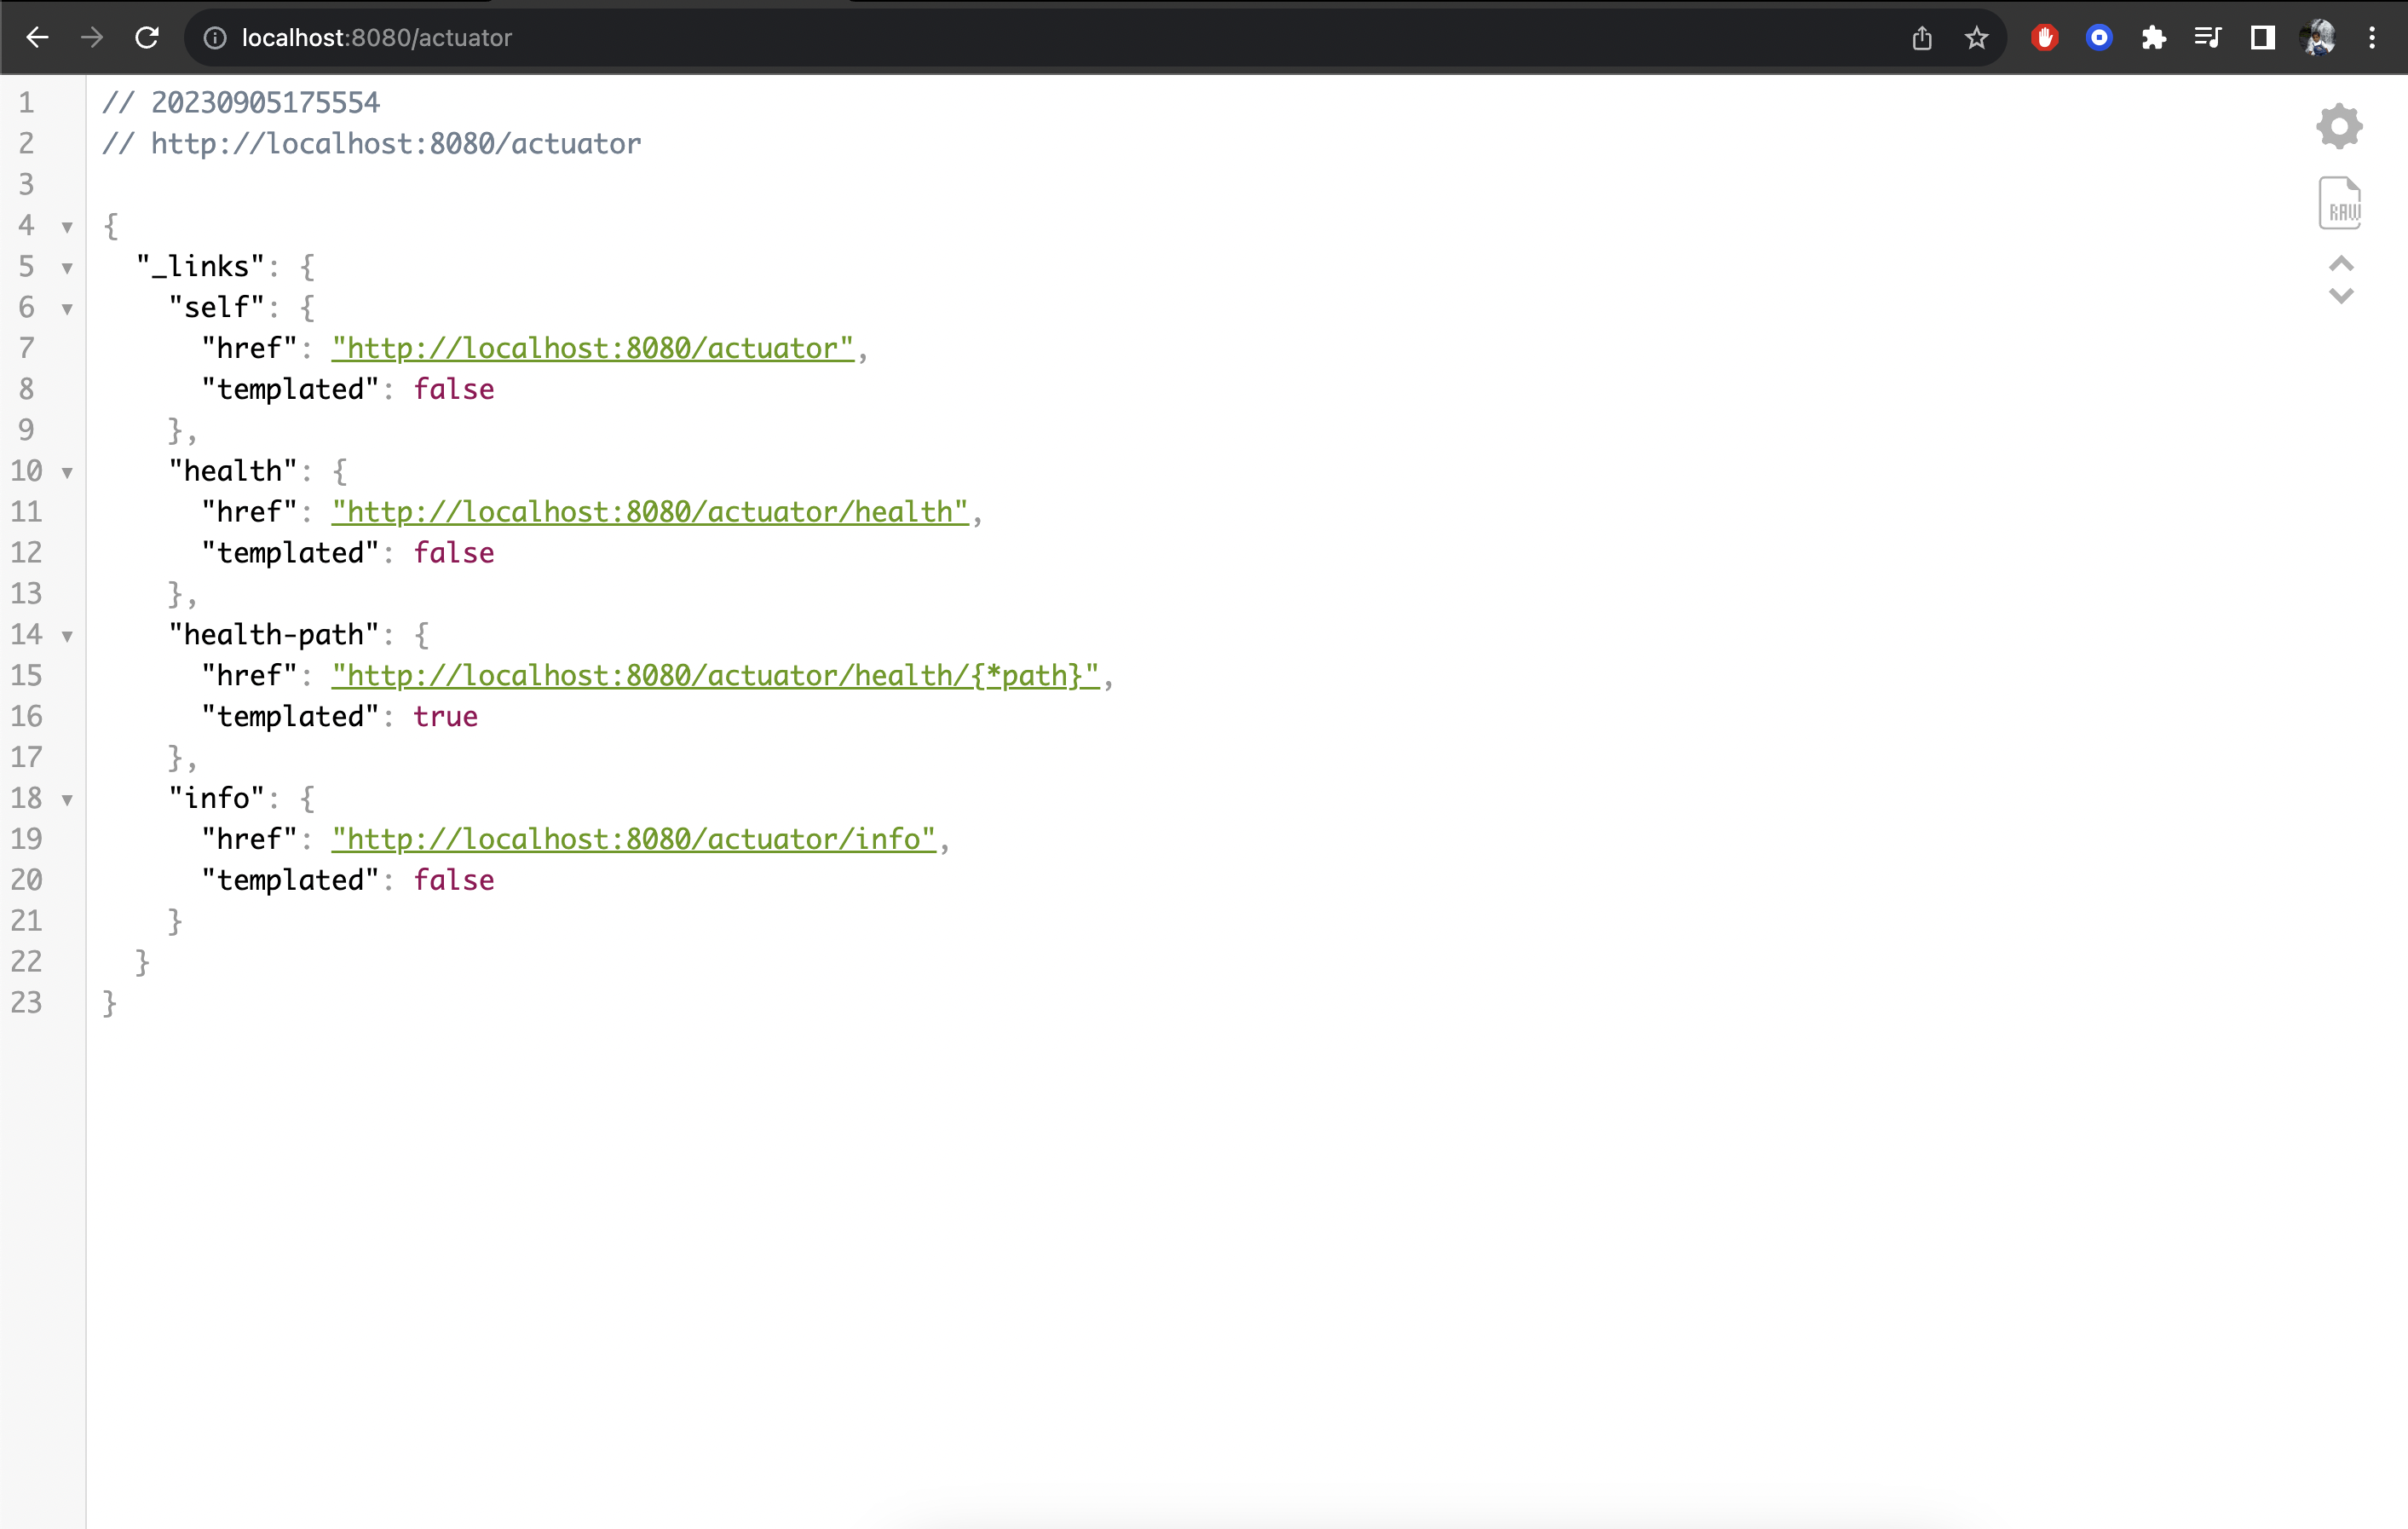 localhost:8080/actuator
1 // 20230905175554
2 // http://localhost:8080/actuator
3
4 {
5 "_links": {
6 "self": {
7 "href": "http://localhost:8080/actuator",
8 "templated": false
9 },
10 "health": {
11 "href": "http://localhost:8080/actuator/health",
12 "templated": false
13 },
14 "health-path": {
15 "href": "http://localhost:8080/actuator/health/{*path}",
16 "templated": true
17 },
18 "info": {
19 "href": "http://localhost:8080/actuator/info",
20 "templated": false
21 }
22 }
23 }
RAW